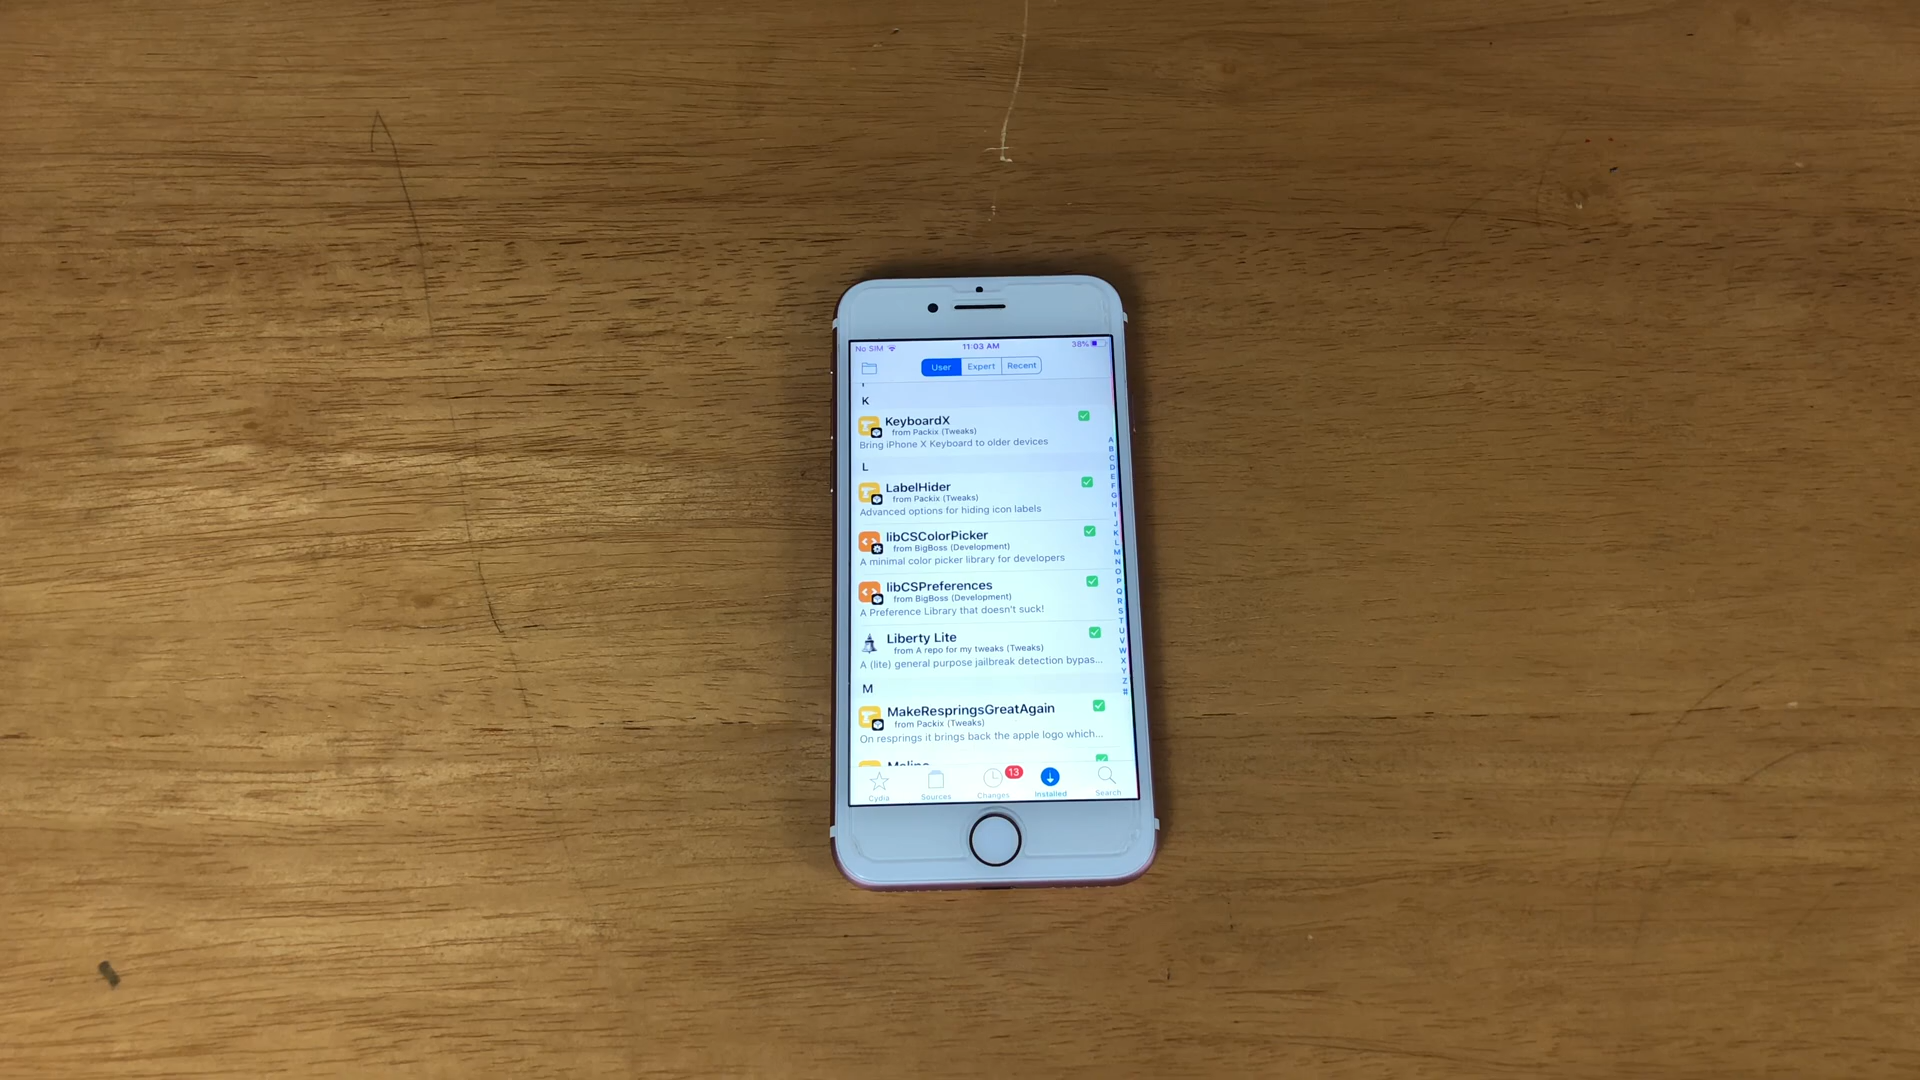 No SIM 11:03 AM 38%
User Expert Recent
K
KeyboardX
from Packix (Tweaks)
Bring iPhone X Keyboard to older devices
L
LabelHider
from Packix (Tweaks)
Advanced options for hiding icon labels
libCSColorPicker
from BigBoss (Development)
A minimal color picker library for developers
libCSPreferences
from BigBoss (Development)
A Preference Library that doesn't suck!
Liberty Lite
from A repo for my tweaks (Tweaks)
A (lite) general purpose jailbreak detection bypas...
M
MakeRespringsGreatAgain
from Packix (Tweaks)
On resprings it brings back the apple logo which...
A
B
C
D
E
F
G
H
I
J
K
L
M
N
O
P
Q
R
S
T
U
V
W
X
Y
Z
#
13
Cydia Sources Changes Installed Search